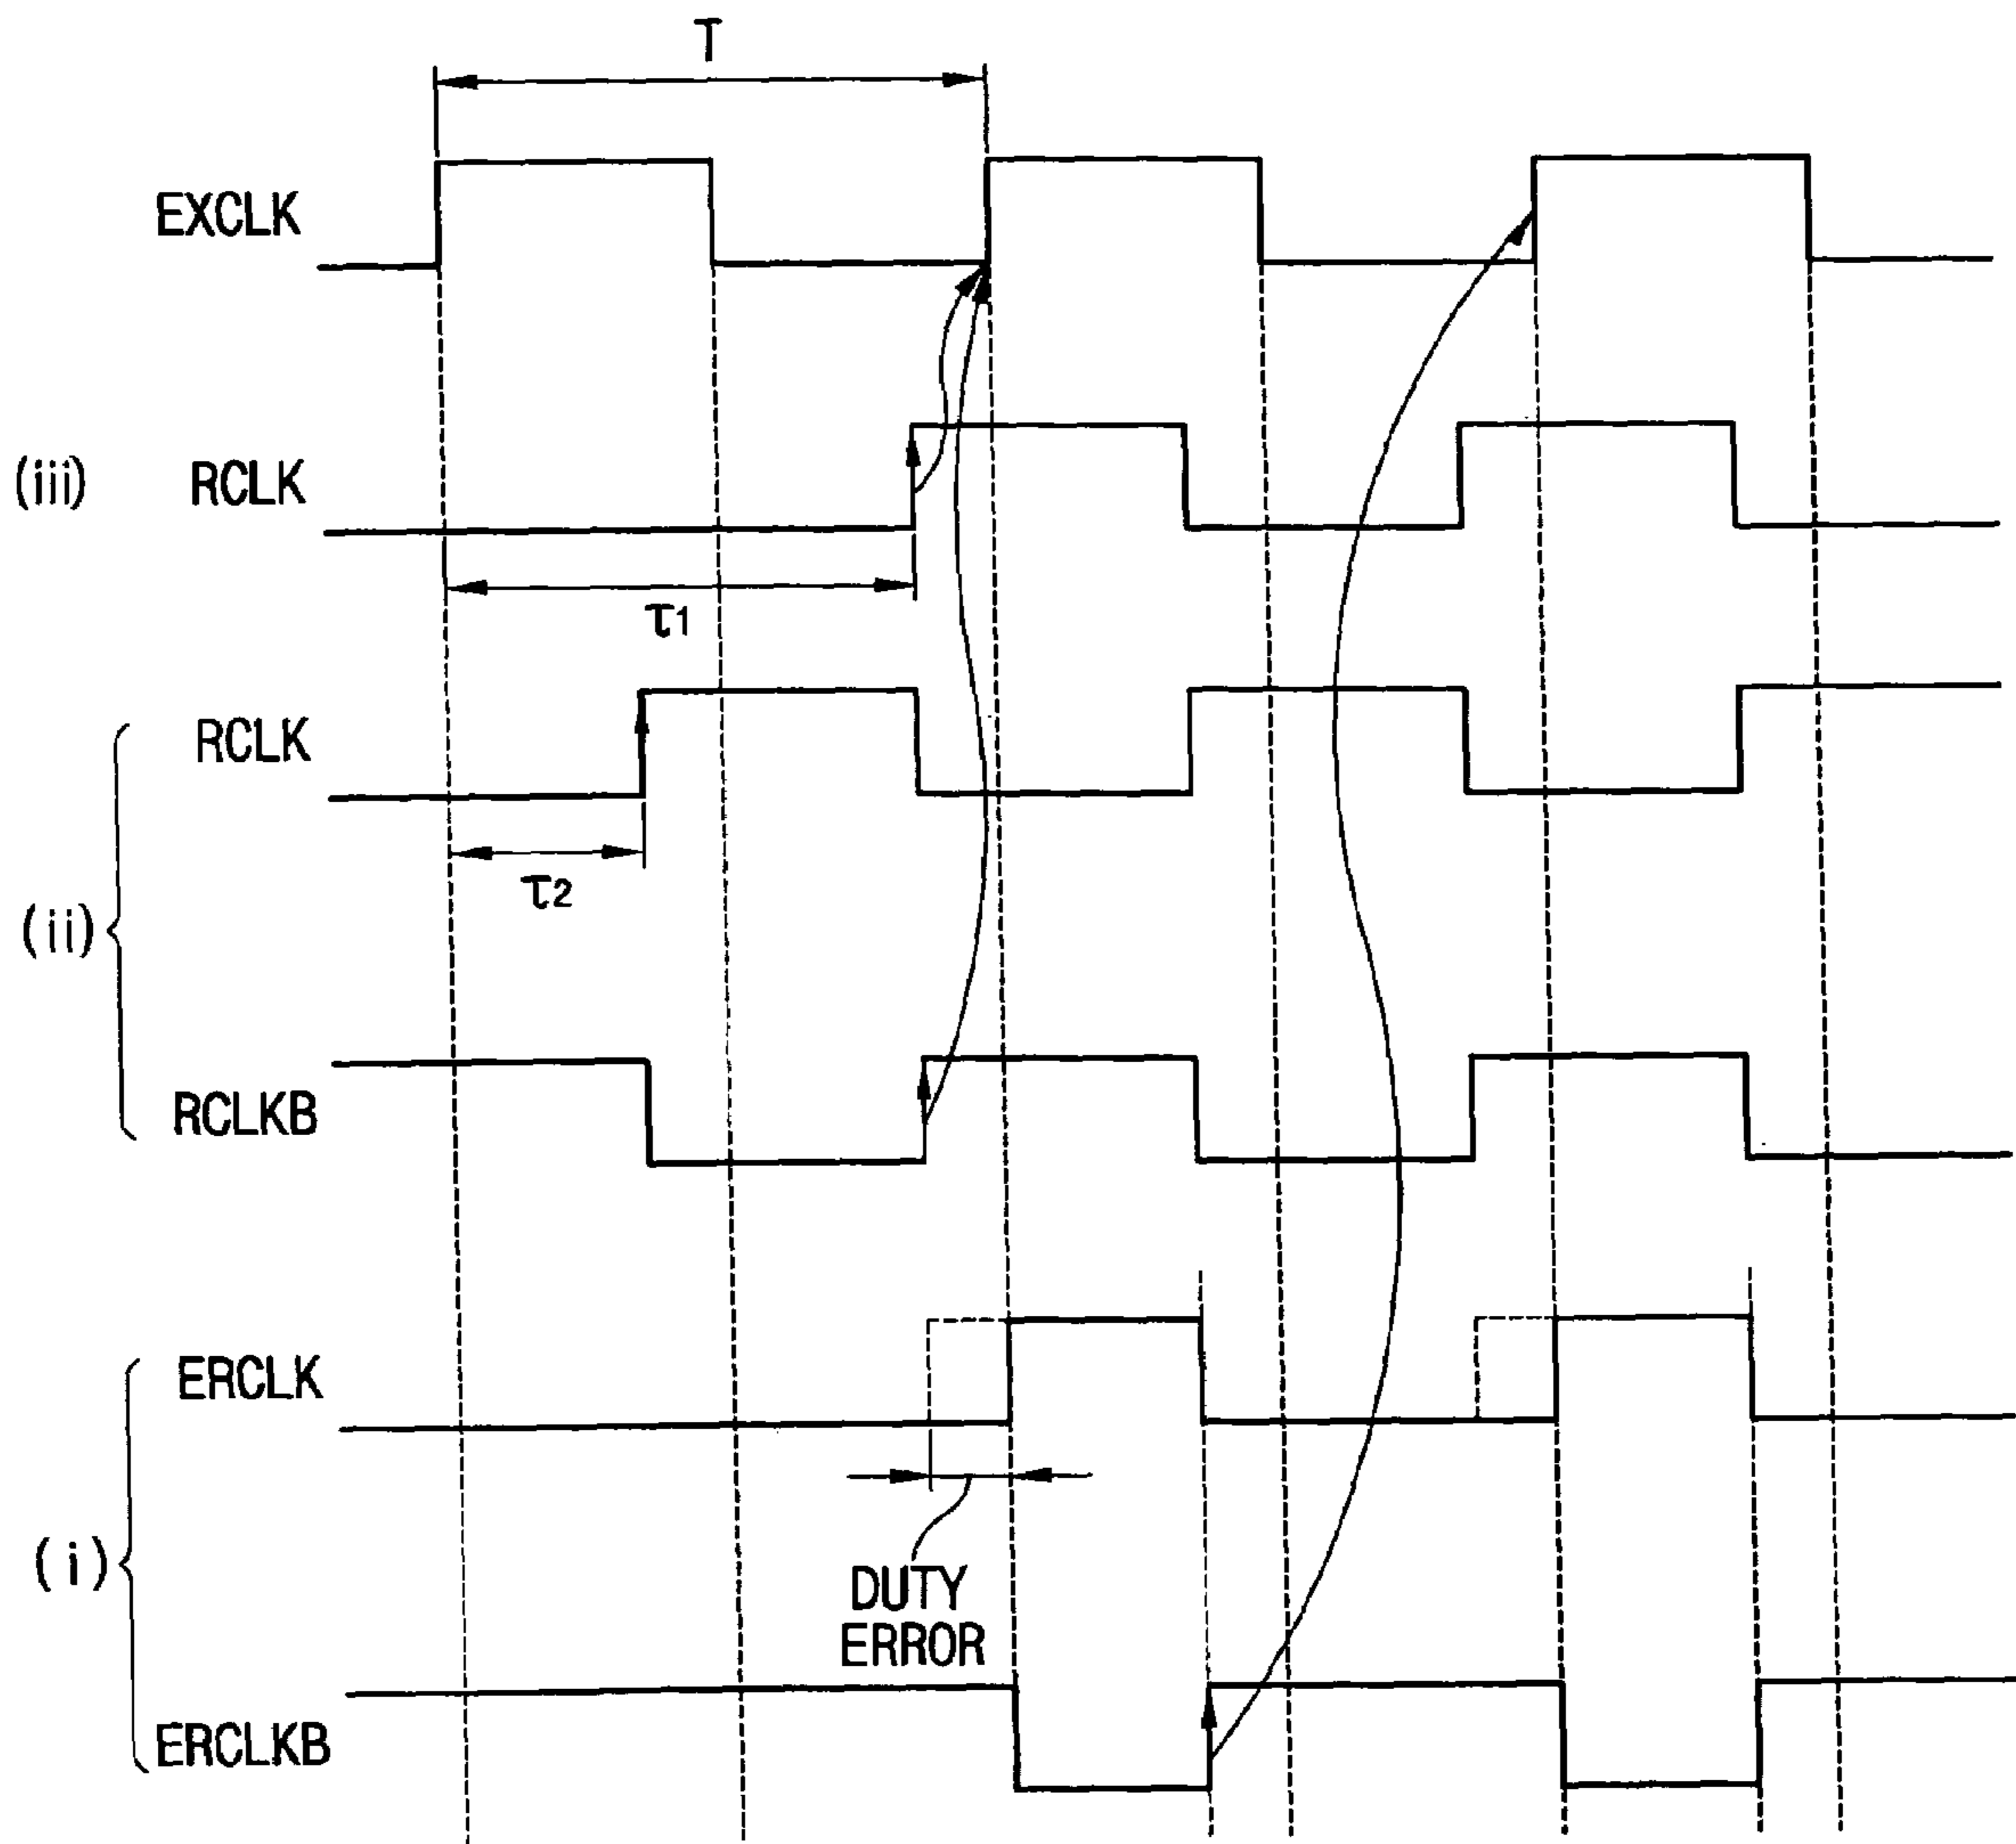 T
EXCLK
(iii) RCLK
τ1
RCLK
τ2
(ii)
RCLKB
ERCLK
(i)
DUTY
ERROR
ERCLKB